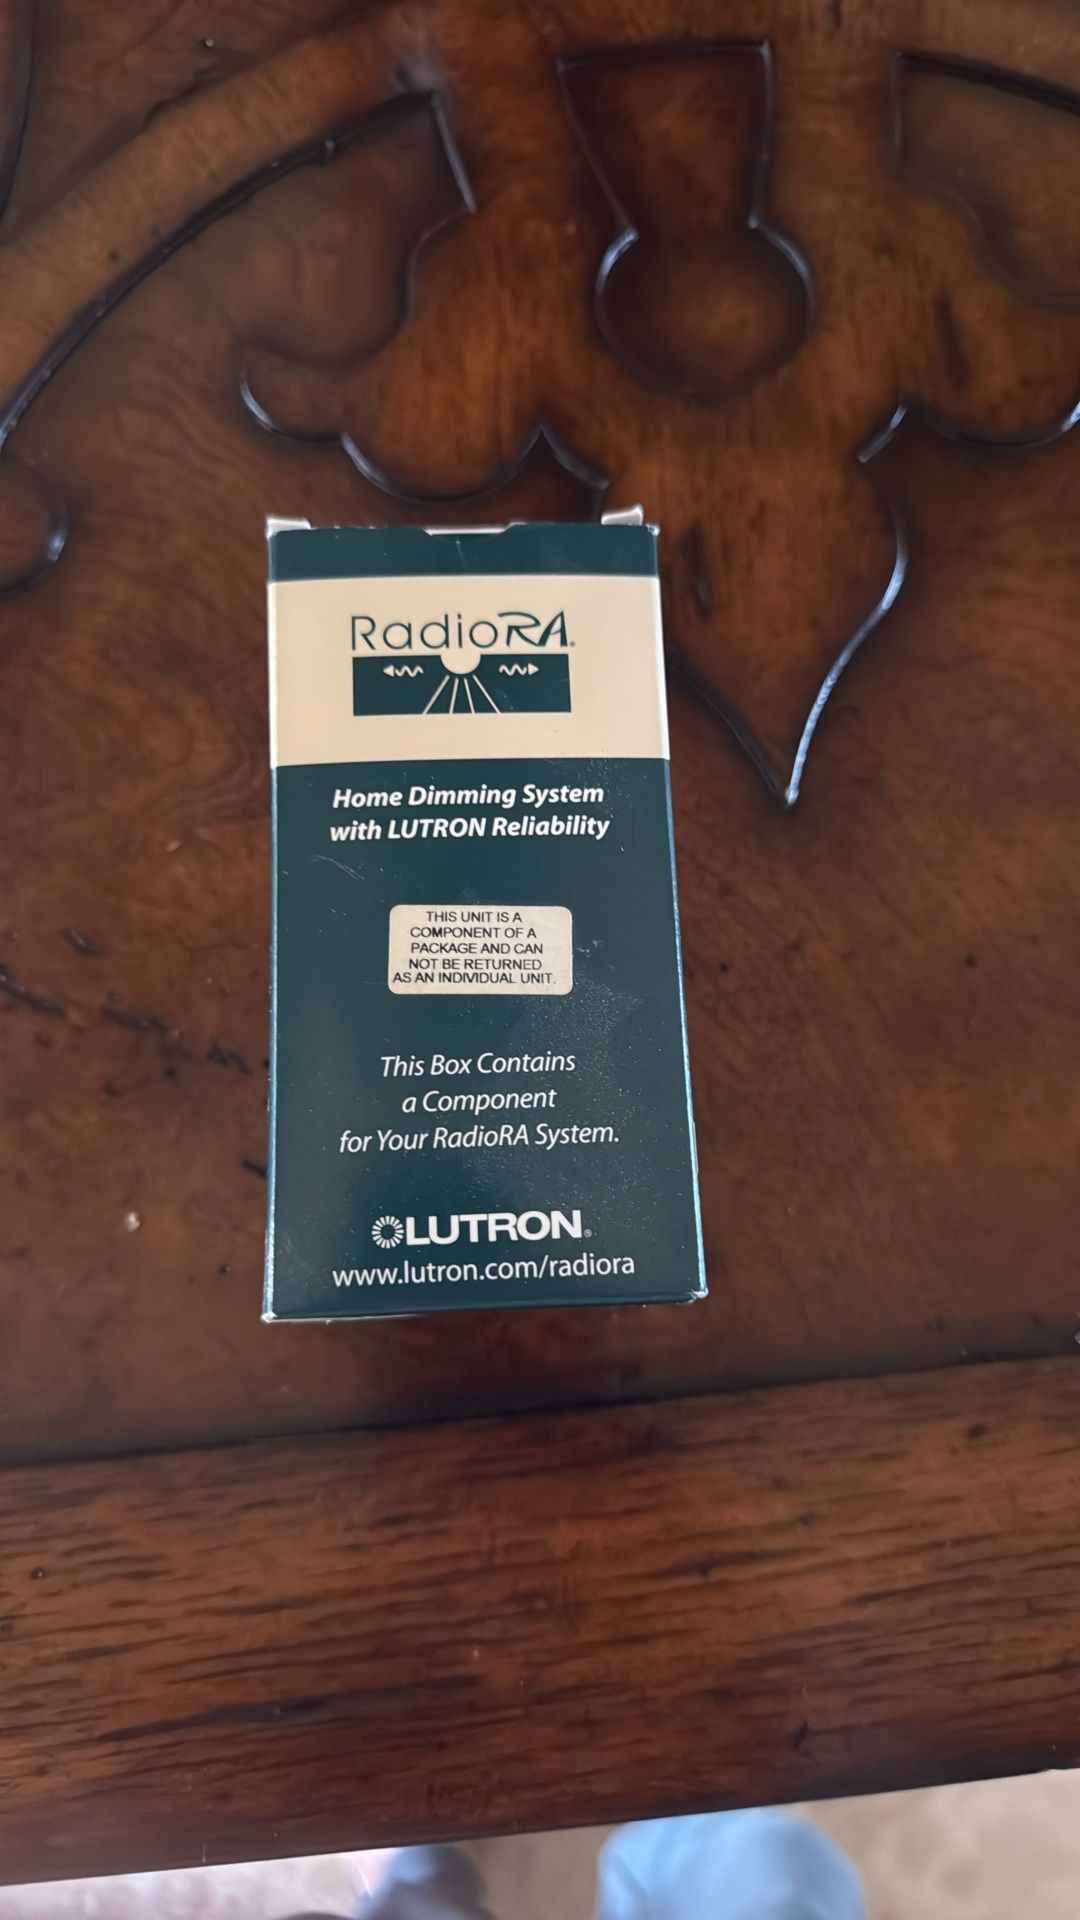 RadioRA®
Home Dimming System
with LUTRON Reliability
THIS UNIT IS A
COMPONENT OF A
PACKAGE AND CAN
NOT BE RETURNED
AS AN INDIVIDUAL UNIT.
This Box Contains
a Component
for Your RadioRA System.
LUTRON®
www.lutron.com/radiora